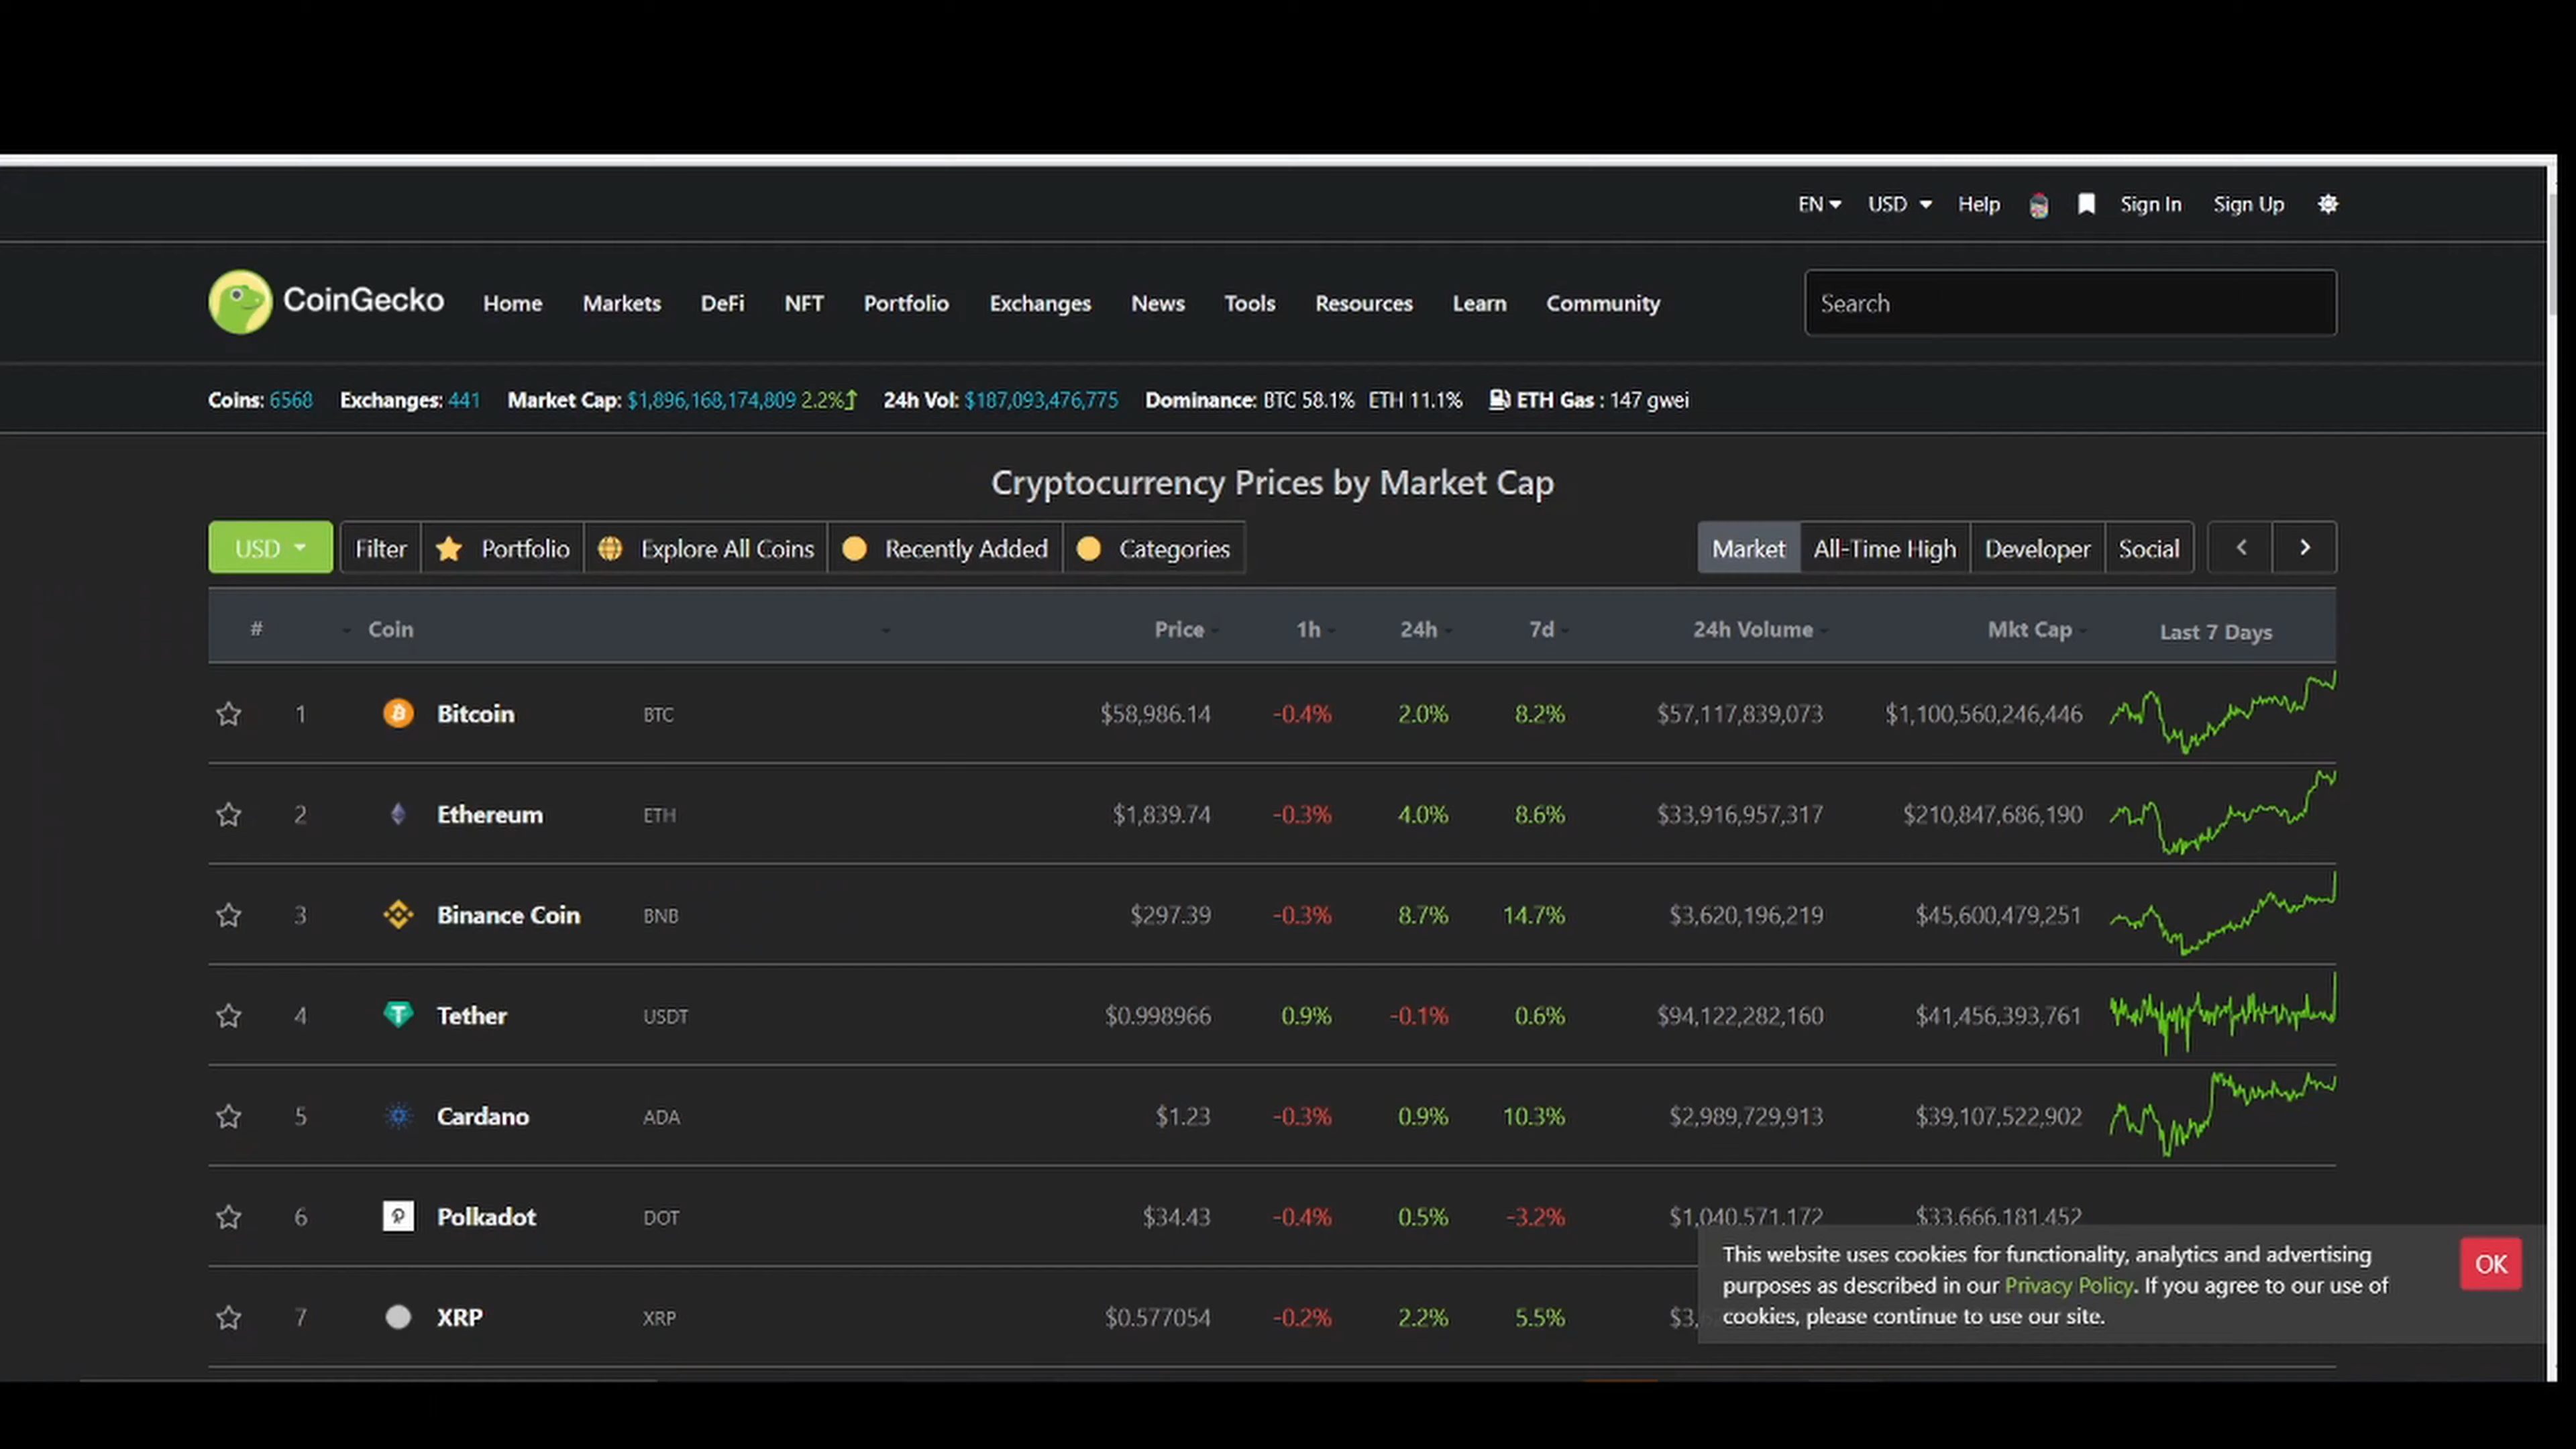 EN USD Help Sign In Sign Up
CoinGecko Home Markets DeFi NFT Portfolio Exchanges News Tools Resources Learn Community Search
Coins: 6568 Exchanges: 441 Market Cap: $1,896,168,174,809 2.2% 24h Vol: $187,093,476,775 Dominance: BTC 58.1% ETH 11.1% ETH Gas : 147 gwei
Cryptocurrency Prices by Market Cap
USD Filter Portfolio Explore All Coins Recently Added Categories Market All-Time High Developer Social
# Coin Price 1h 24h 7d 24h Volume Mkt Cap Last 7 Days
1 Bitcoin BTC $58,986.14 -0.4% 2.0% 8.2% $57,117,839,073 $1,100,560,246,446
2 Ethereum ETH $1,839.74 -0.3% 4.0% 8.6% $33,916,957,317 $210,847,686,190
3 Binance Coin BNB $297.39 -0.3% 8.7% 14.7% $3,620,196,219 $45,600,479,251
4 Tether USDT $0.998966 0.9% -0.1% 0.6% $94,122,282,160 $41,456,393,761
5 Cardano ADA $1.23 -0.3% 0.9% 10.3% $2,989,729,913 $39,107,522,902
6 Polkadot DOT $34.43 -0.4% 0.5% -3.2% $1,040,571,172 $33,666,181,452
7 XRP XRP $0.577054 -0.2% 2.2% 5.5%
This website uses cookies for functionality, analytics and advertising
purposes as described in our Privacy Policy. If you agree to our use of
cookies, please continue to use our site.
OK